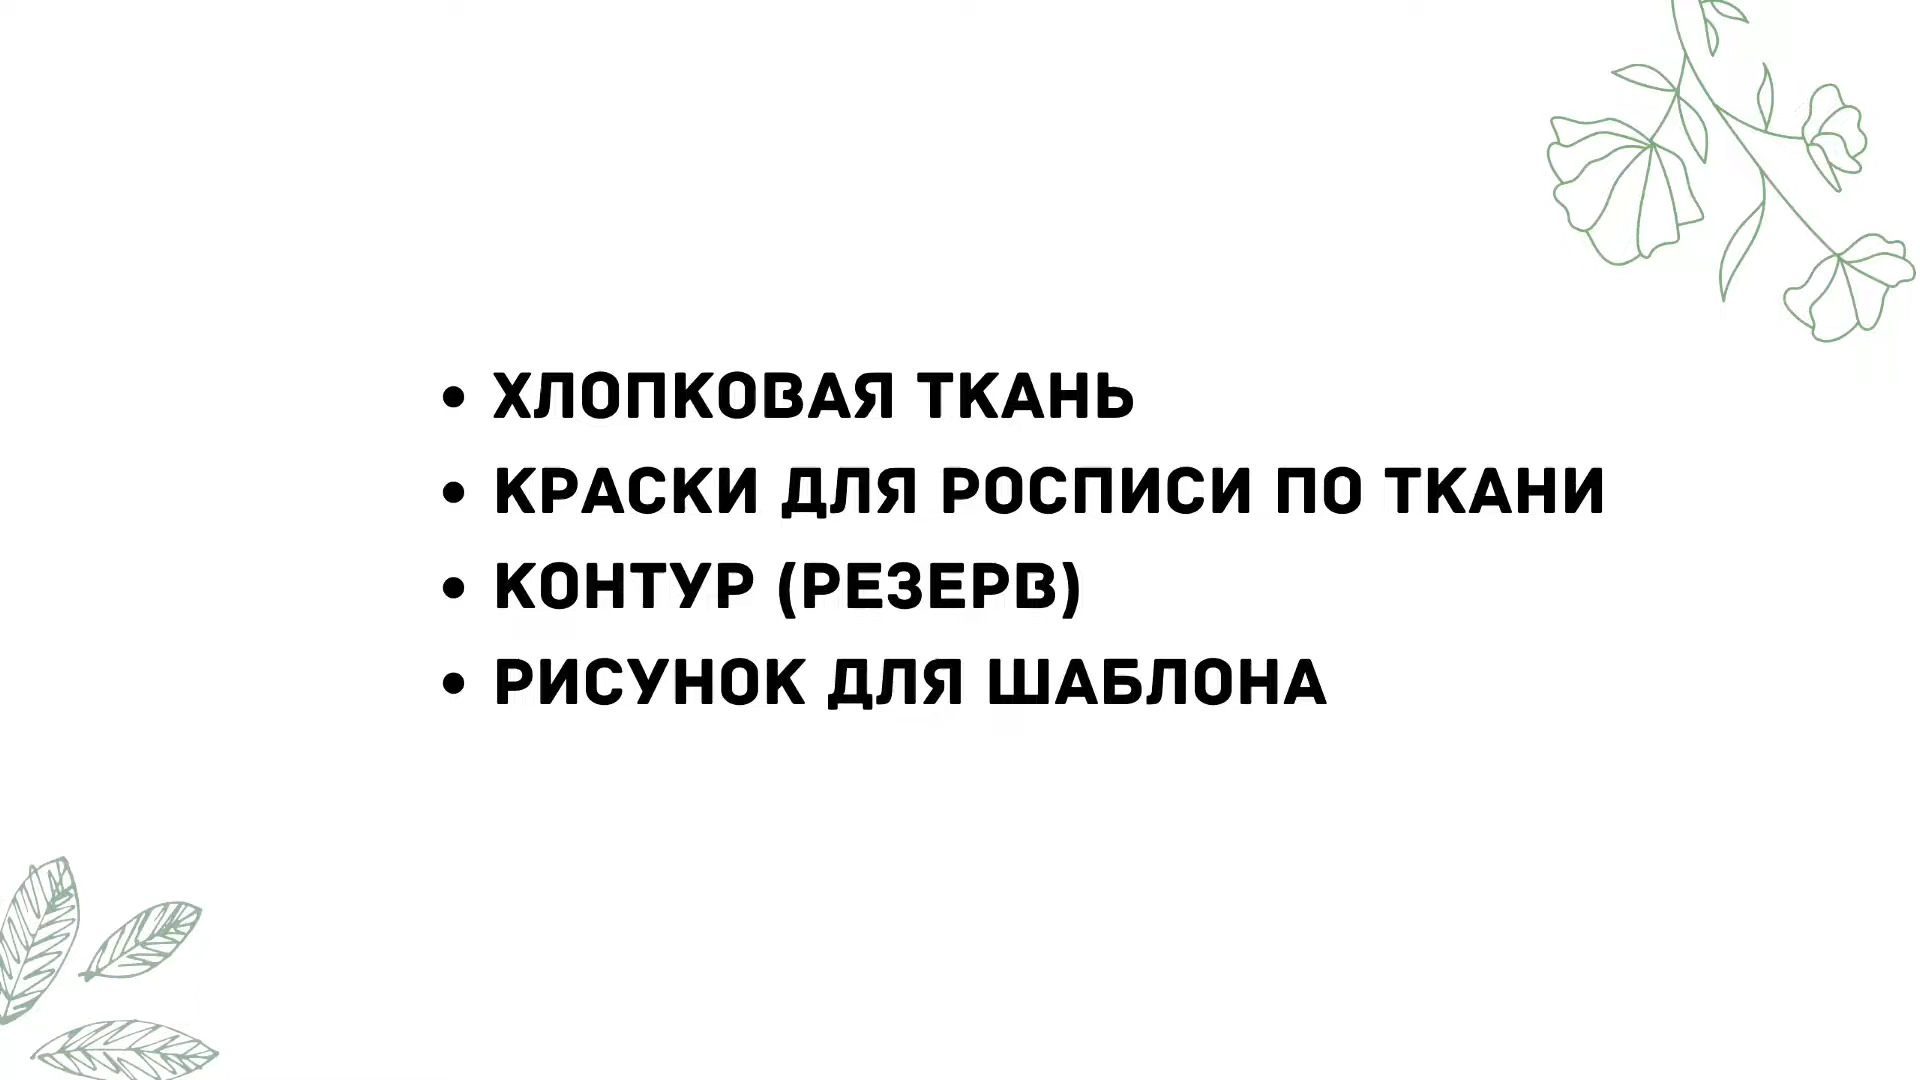 • ХЛОПКОВАЯ ТКАНЬ
• КРАСКИ ДЛЯ РОСПИСИ ПО ТКАНИ
• КОНТУР (РЕЗЕРВ)
• РИСУНОК ДЛЯ ШАБЛОНА